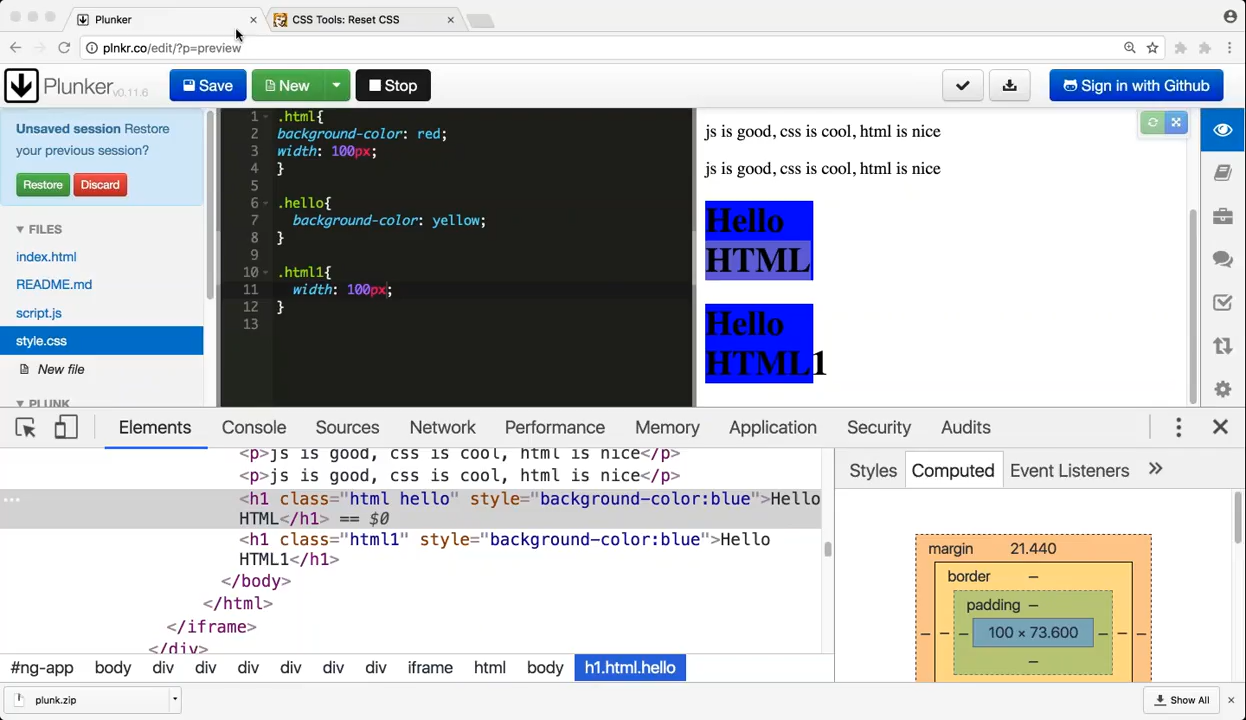 Plunker
CSS Tools: Reset CSS
plnkr.co/edit/?p=preview
Plunker v0.11.6
Save
New
Stop
Sign in with Github
Unsaved session Restore
your previous session?
Restore
Discard
FILES
index.html
README.md
script.js
style.css
New file
PLUNK
1 .html{
2 background-color: red;
3 width: 100px;
4 }
5
6 .hello{
7 background-color: yellow;
8 }
9
10 .html1{
11 width: 100px;
12 }
13
js is good, css is cool, html is nice
js is good, css is cool, html is nice
Hello
HTML
Hello
HTML1
Elements
Console
Sources
Network
Performance
Memory
Application
Security
Audits
<p>js is good, css is cool, html is nice</p>
<p>js is good, css is cool, html is nice</p>
<h1 class="html hello" style="background-color:blue">Hello
HTML</h1> == $0
<h1 class="html1" style="background-color:blue">Hello
HTML1</h1>
</body>
</html>
</iframe>
</div>
#ng-app
body
div
div
div
div
div
div
iframe
html
body
h1.html.hello
Styles
Computed
Event Listeners
margin
21.440
border
–
padding
–
– – – 100 × 73.600 – – –
–
plunk.zip
Show All